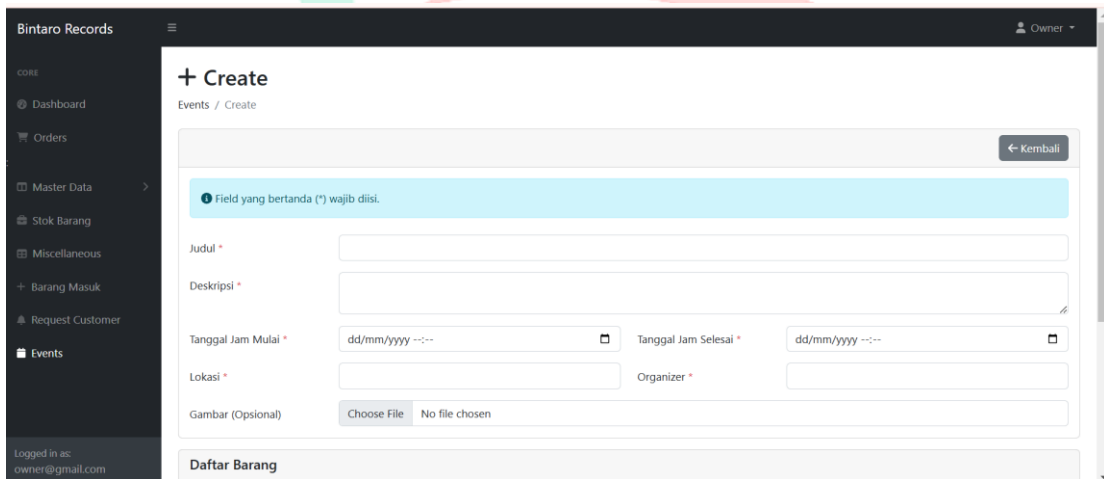 Bintaro Records
Owner
CORE
Dashboard
Orders
Master Data
Stok Barang
Miscellaneous
Barang Masuk
Request Customer
Events
Logged in as:
owner@gmail.com
+ Create
Events / Create
← Kembali
Field yang bertanda (*) wajib diisi.
Judul *
Deskripsi *
Tanggal Jam Mulai * dd/mm/yyyy --:-- Tanggal Jam Selesai * dd/mm/yyyy --:--
Lokasi * Organizer *
Gambar (Opsional) Choose File No file chosen
Daftar Barang